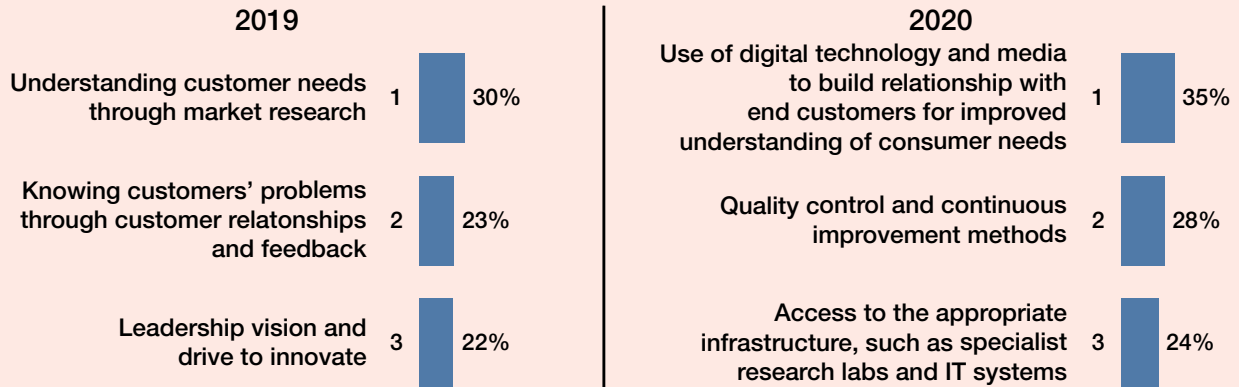 2019
Understanding customer needs
through market research
1
30%
Knowing customers’ problems
through customer relatonships
and feedback
2
23%
Leadership vision and
drive to innovate
3
22%
2020
Use of digital technology and media
to build relationship with
end customers for improved
understanding of consumer needs
1
35%
Quality control and continuous
improvement methods
2
28%
Access to the appropriate
infrastructure, such as specialist
research labs and IT systems
3
24%